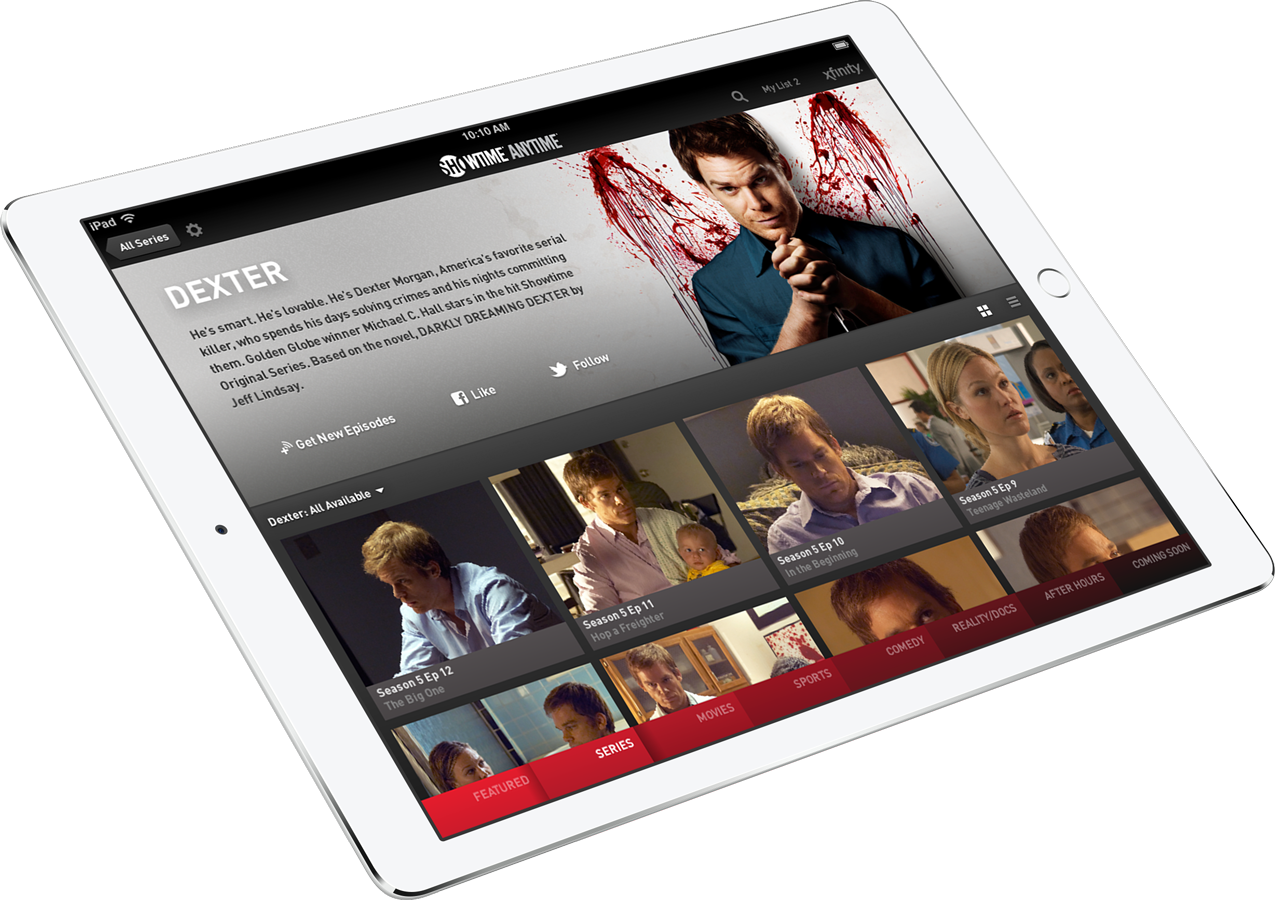 iPad
10:10 AM
All Series
SHOWTIME ANYTIME
My List 2
xfinity
DEXTER
He's smart. He's lovable. He's Dexter Morgan, America's favorite serial
killer, who spends his days solving crimes and his nights committing
them. Golden Globe winner Michael C. Hall stars in the hit Showtime
Original Series. Based on the novel, DARKLY DREAMING DEXTER by
Jeff Lindsay.
Get New Episodes
Like
Follow
Dexter: All Available
Season 5 Ep 12
The Big One
Season 5 Ep 11
Hop a Freighter
Season 5 Ep 10
In the Beginning
Season 5 Ep 9
Teenage Wasteland
FEATURED
SERIES
MOVIES
SPORTS
COMEDY
REALITY/DOCS
AFTER HOURS
COMING SOON